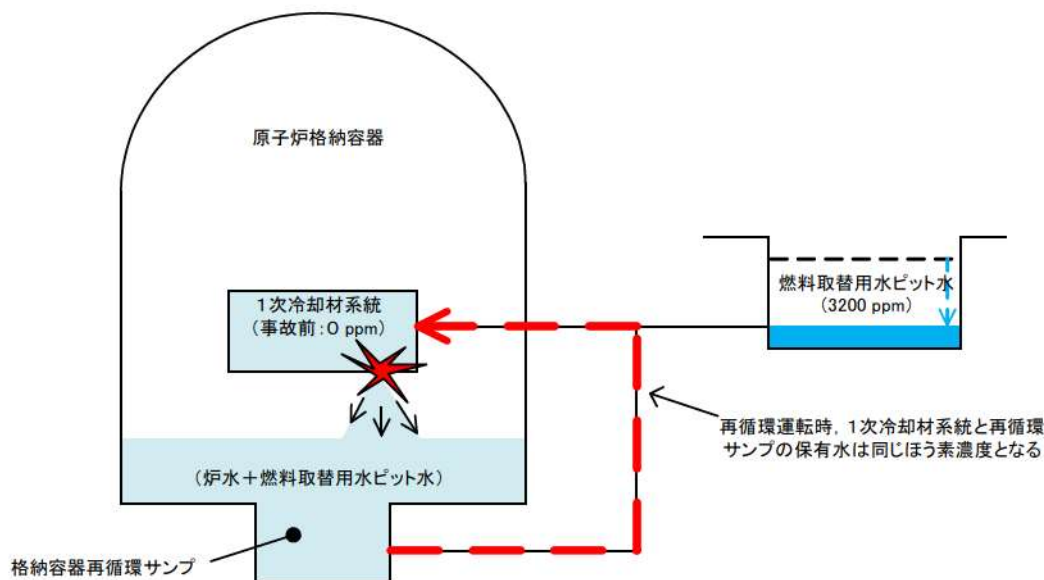 原子炉格納容器
1次冷却材系統
(事故前:0 ppm)
燃料取替用水ピット水
(3200 ppm)
再循環運転時,1次冷却材系統と再循環
サンプの保有水は同じほう素濃度となる
(炉水+燃料取替用水ピット水)
格納容器再循環サンプ